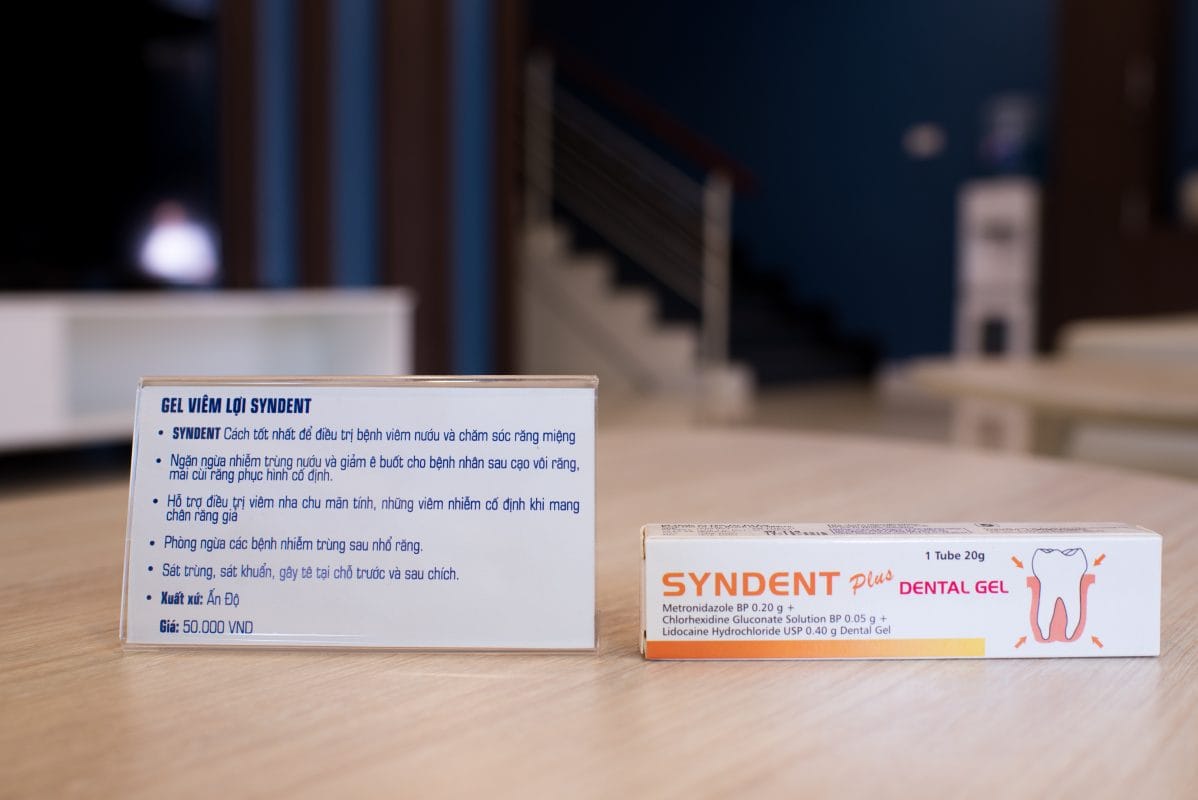 GEL VIÊM LỢI SYNDENT
• SYNDENT Cách tốt nhất để điều trị bệnh viêm nướu và chăm sóc răng miệng
• Ngăn ngừa nhiễm trùng nướu và giảm ê buốt cho bệnh nhân sau cạo vôi răng,
mài cùi răng phục hình cố định.
• Hỗ trợ điều trị viêm nha chu mãn tính, những viêm nhiễm cố định khi mang
chân răng giả
• Phòng ngừa các bệnh nhiễm trùng sau nhổ răng.
• Sát trùng, sát khuẩn, gây tê tại chỗ trước và sau chích.
• Xuất xứ: Ấn Độ
Giá: 50.000 VND
1 Tube 20g
SYNDENT Plus DENTAL GEL
Metronidazole BP 0.20 g +
Chlorhexidine Gluconate Solution BP 0.05 g +
Lidocaine Hydrochloride USP 0.40 g Dental Gel